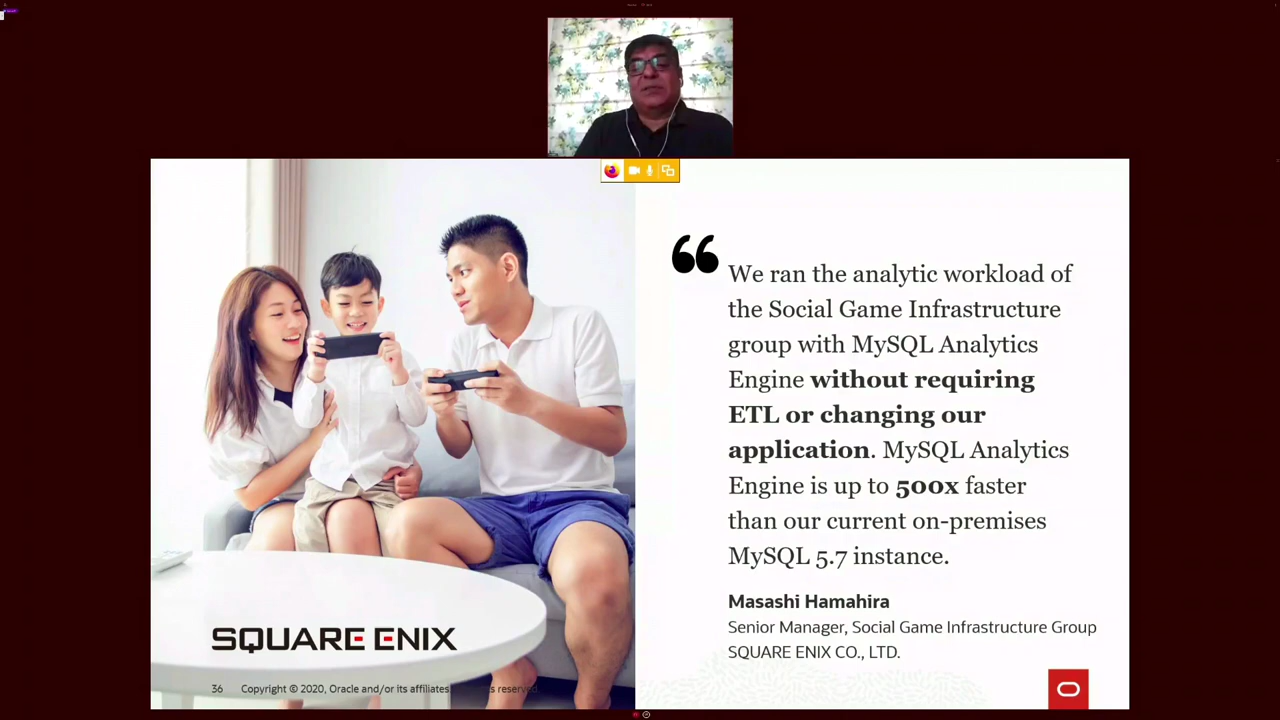 We ran the analytic workload of
the Social Game Infrastructure
group with MySQL Analytics
Engine without requiring
ETL or changing our
application. MySQL Analytics
Engine is up to 500x faster
than our current on-premises
MySQL 5.7 instance.
Masashi Hamahira
Senior Manager, Social Game Infrastructure Group
SQUARE ENIX CO., LTD.
SQUARE ENIX
36 Copyright © 2020, Oracle and/or its affiliates reserved